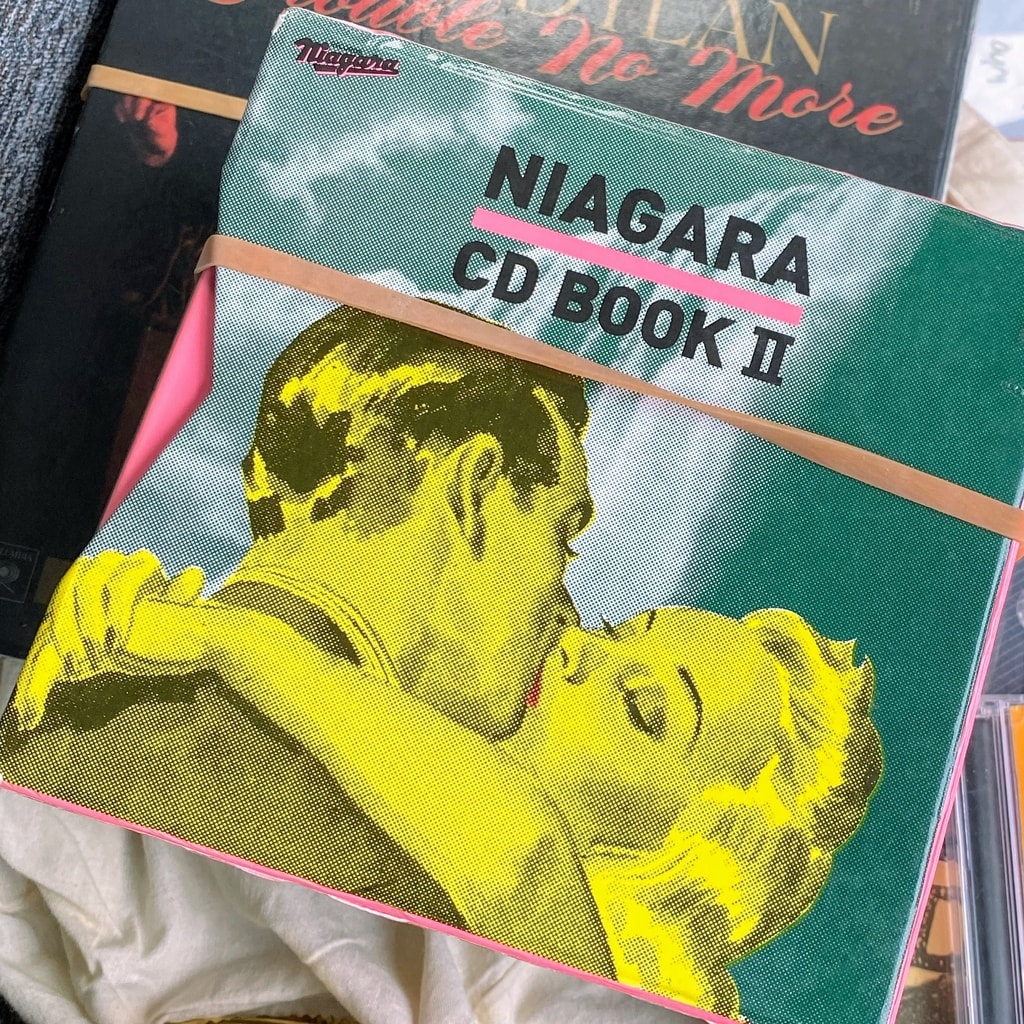 DYLAN
Trouble No More
Niagara
NIAGARA
CD BOOK II